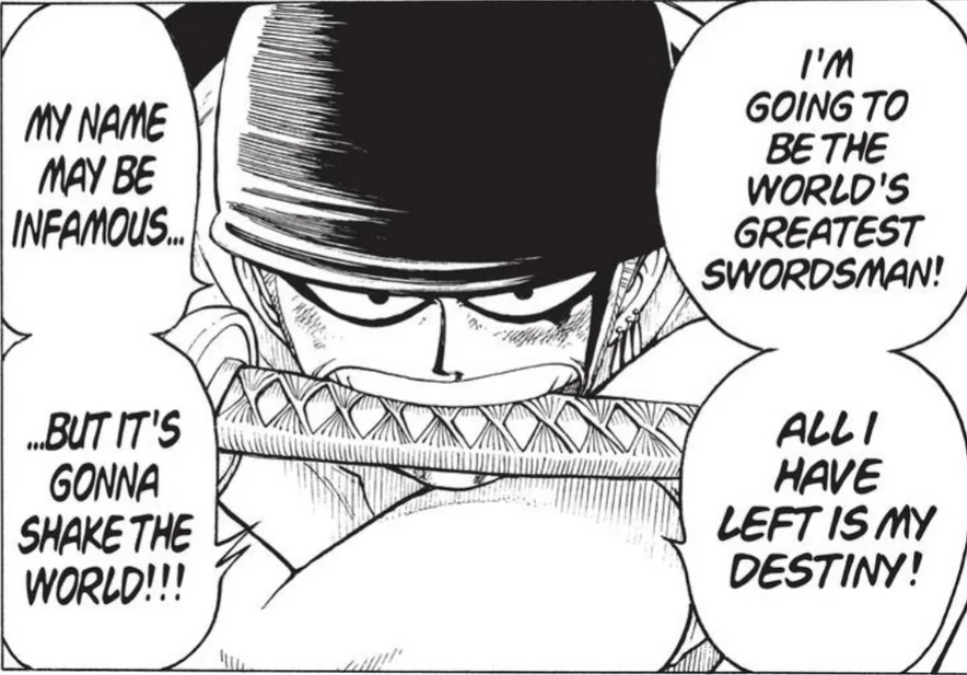 I'M
GOING TO
BE THE
WORLD'S
GREATEST
SWORDSMAN!
ALL I
HAVE
LEFT IS MY
DESTINY!
MY NAME
MAY BE
INFAMOUS...
...BUT IT'S
GONNA
SHAKE THE
WORLD!!!